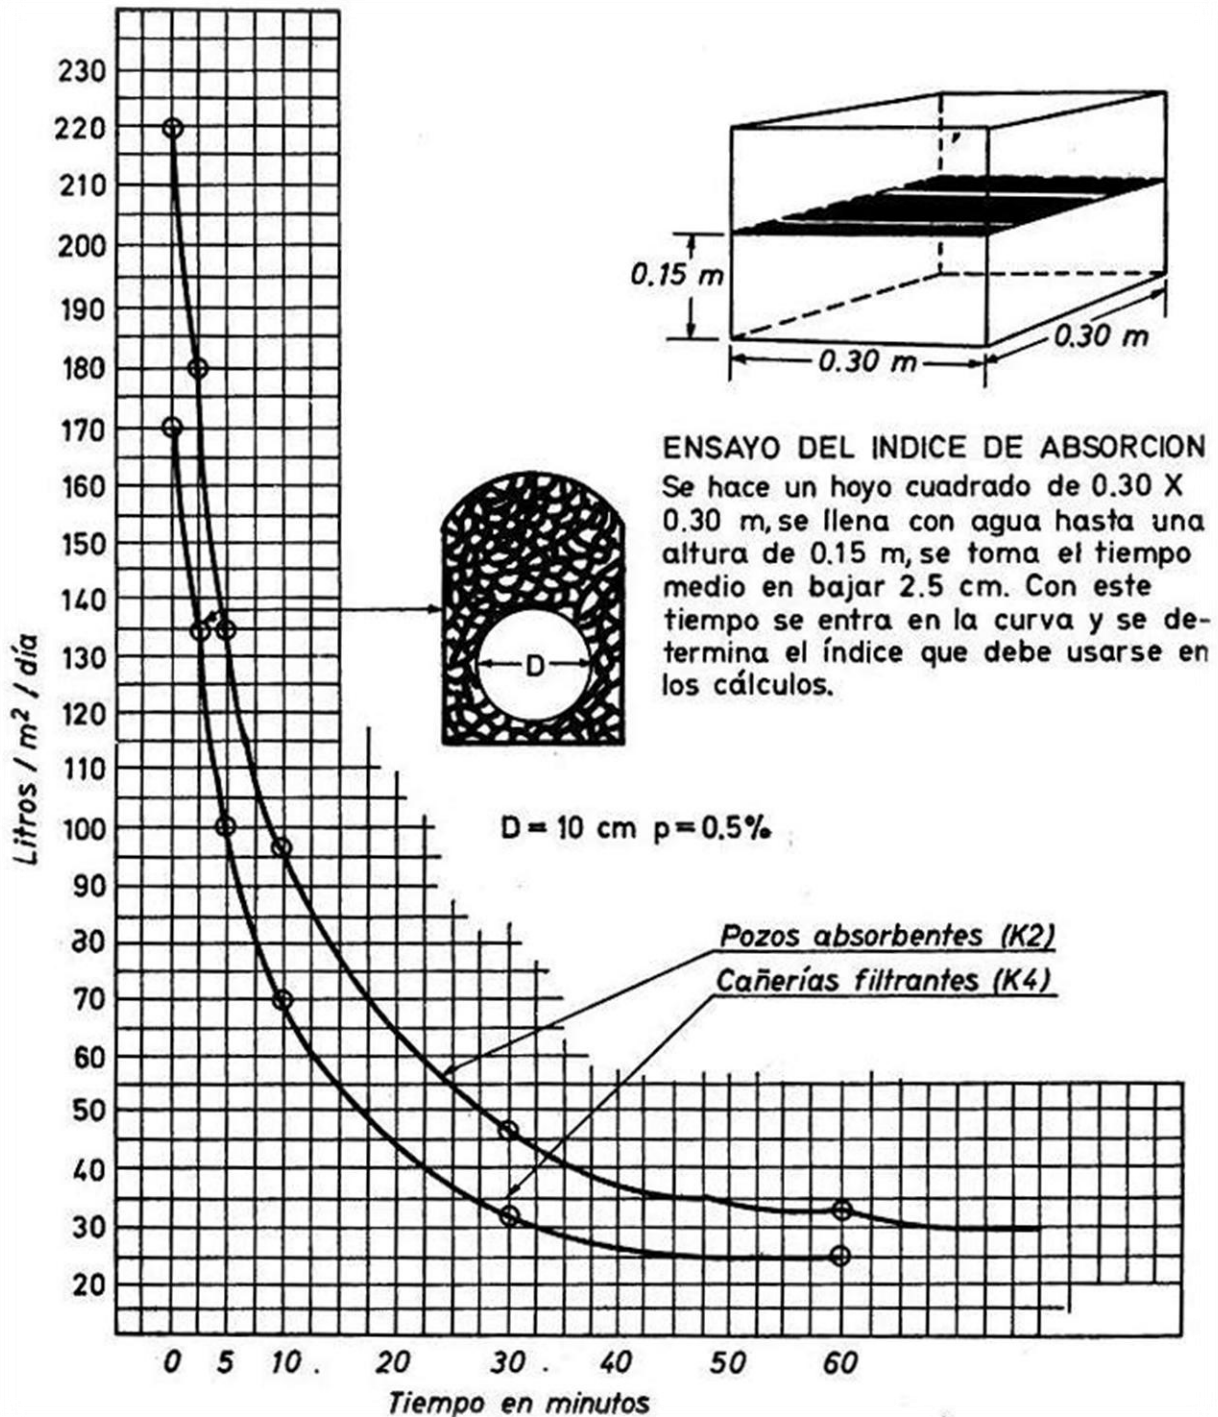 230
220
210
200
190
180
170
160
150
140
130
120
110
100
90
80
70
60
50
40
30
20
Litros / m² / día
0 5 10 . 20 30 . 40 50 60
Tiempo en minutos
0.15 m
0.30 m
0.30 m
ENSAYO DEL INDICE DE ABSORCION
Se hace un hoyo cuadrado de 0.30 X
0.30 m, se llena con agua hasta una
altura de 0.15 m, se toma el tiempo
medio en bajar 2.5 cm. Con este
tiempo se entra en la curva y se de-
termina el índice que debe usarse en
los cálculos.
D
D = 10 cm p = 0.5%
Pozos absorbentes (K2)
Cañerías filtrantes (K4)